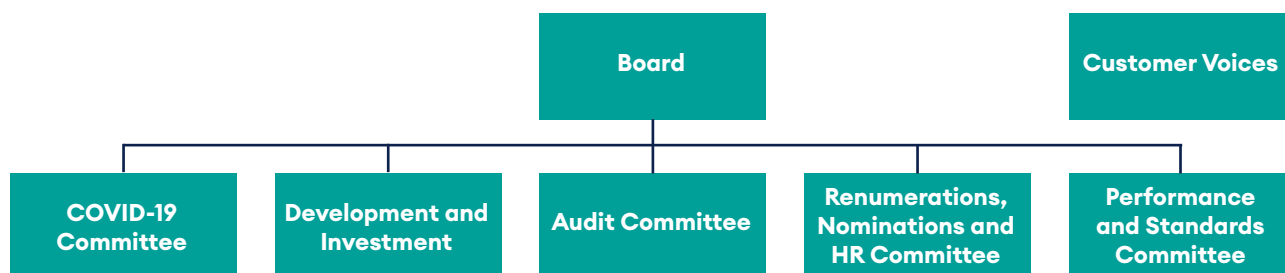 Board
Customer Voices
COVID-19
Committee
Development and
Investment
Audit Committee
Renumerations,
Nominations and
HR Committee
Performance
and Standards
Committee